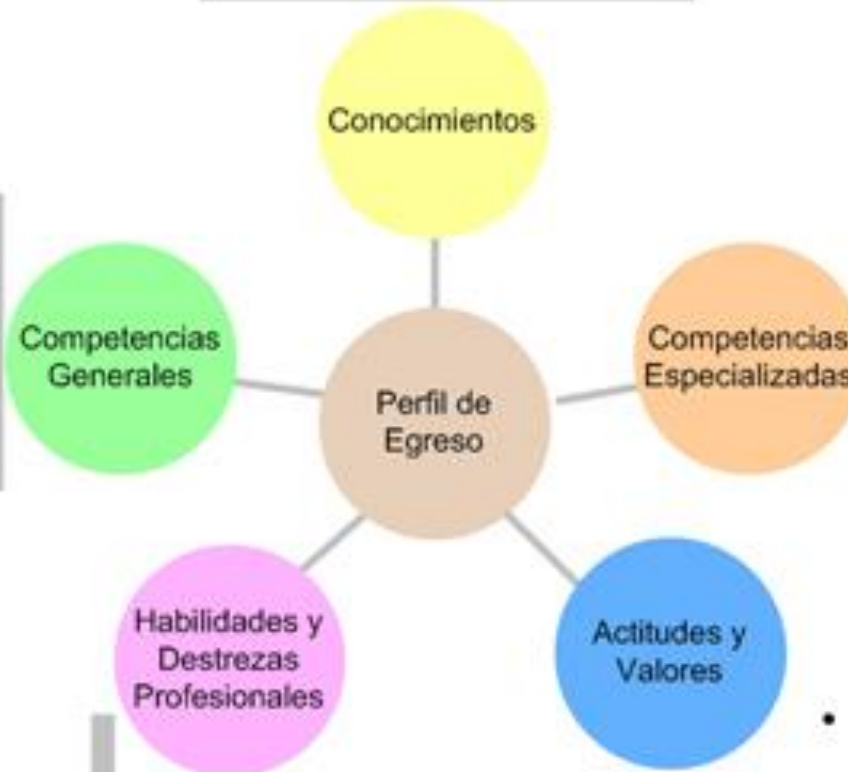 Conocimientos
Competencias
Generales
Competencias
Especializadas
Perfil de
Egreso
Habilidades y
Destrezas
Profesionales
Actitudes y
Valores